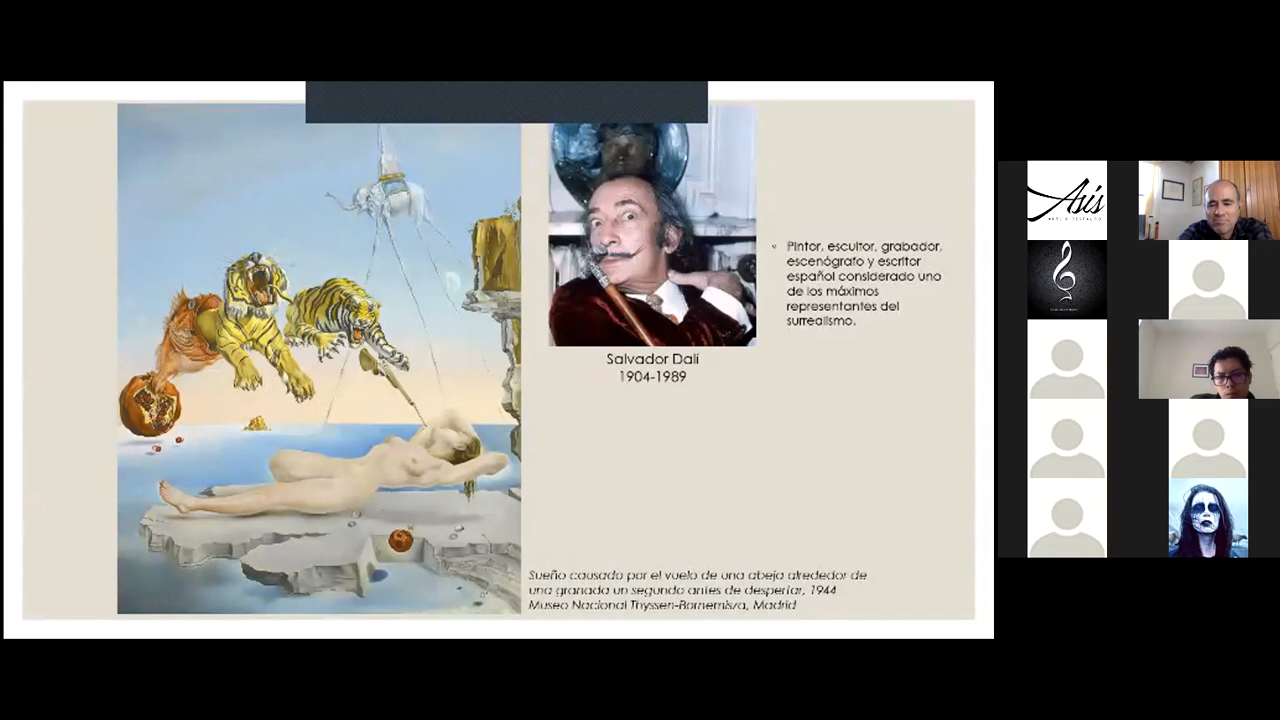 Pintor, escultor, grabador,
escenógrafo y escritor
español considerado uno
de los máximos
representantes del
surrealismo.
Salvador Dalí
1904-1989
Sueño causado por el vuelo de una abeja alrededor de
una granada un segundo antes de despertar, 1944
Museo Nacional Thyssen-Bornemisza, Madrid
Asís